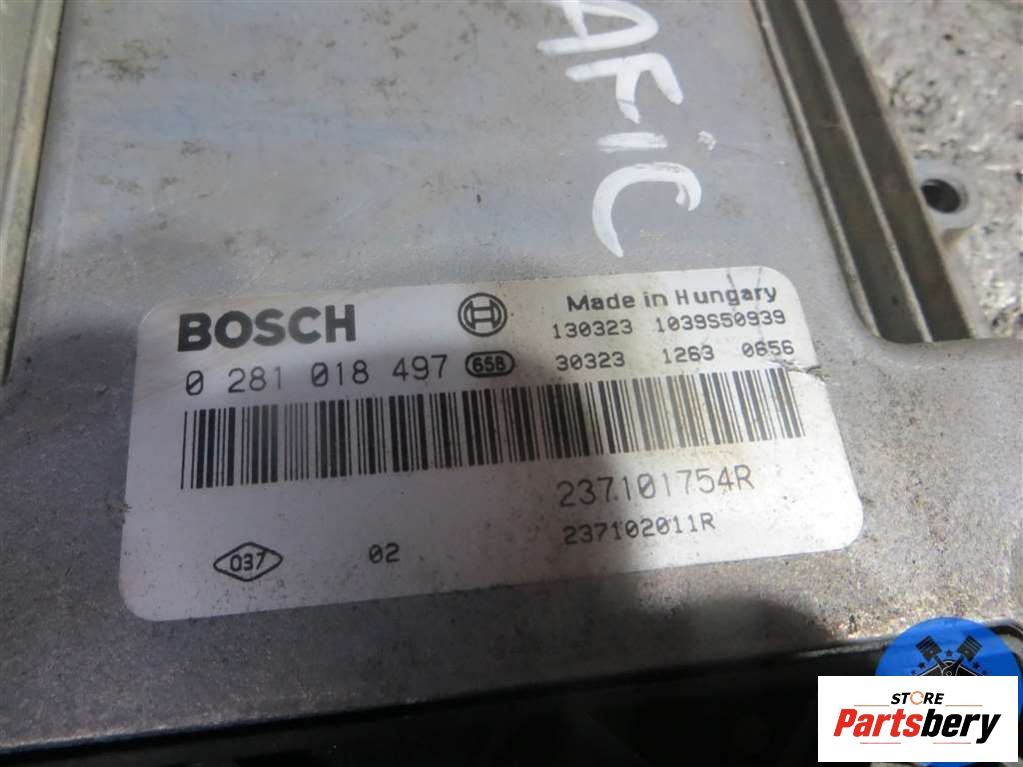 AFiC
BOSCH
Made in Hungary
130323 1039S50939
0 281 018 497 658
30323 1263 0656
237101754R
237102011R
037 02
STORE
Partsbery